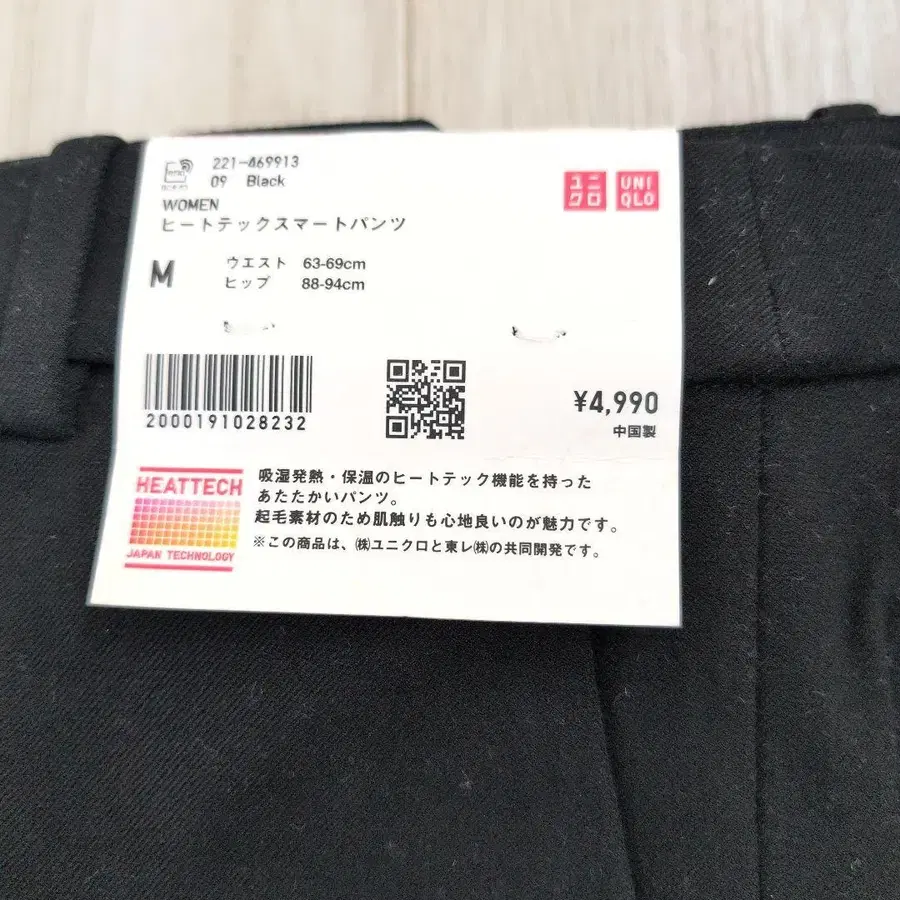 221-469913
09 Black
WOMEN
ヒートテックスマートパンツ
ユニ
クロ
UNI
QLO
M
ウエスト 63-69cm
ヒップ 88-94cm
2000191028232
¥4,990
中国製
HEATTECH
JAPAN TECHNOLOGY
吸湿発熱・保温のヒートテック機能を持った
あたたかいパンツ。
起毛素材のため肌触りも心地良いのが魅力です。
※この商品は、㈱ユニクロと東レ㈱の共同開発です。